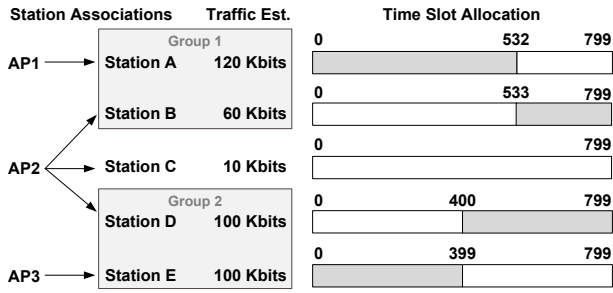 Station Associations Traffic Est. Time Slot Allocation
Group 1
0 532 799
AP1 Station A 120 Kbits
0 533 799
Station B 60 Kbits
0 799
AP2 Station C 10 Kbits
Group 2
0 400 799
Station D 100 Kbits
0 399 799
AP3 Station E 100 Kbits